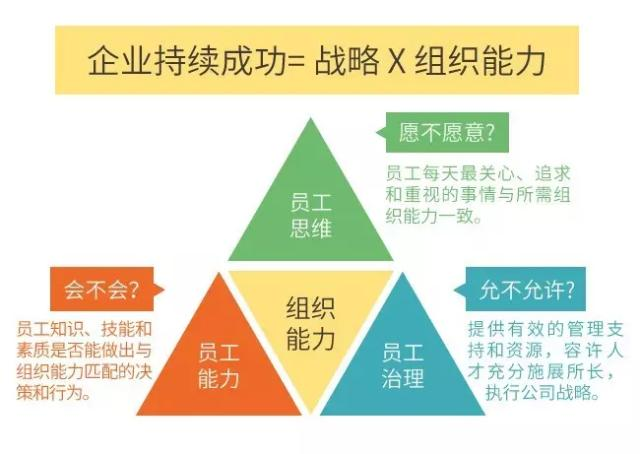 企业持续成功= 战略 X 组织能力
愿不愿意?
员工每天最关心、追求
和重视的事情与所需组
织能力一致。
员工
思维
会不会?
员工知识、技能和
素质是否能做出与
组织能力匹配的决
策和行为。
员工
能力
组织
能力
员工
治理
允不允许?
提供有效的管理支
持和资源，容许人
才充分施展所长，
执行公司战略。